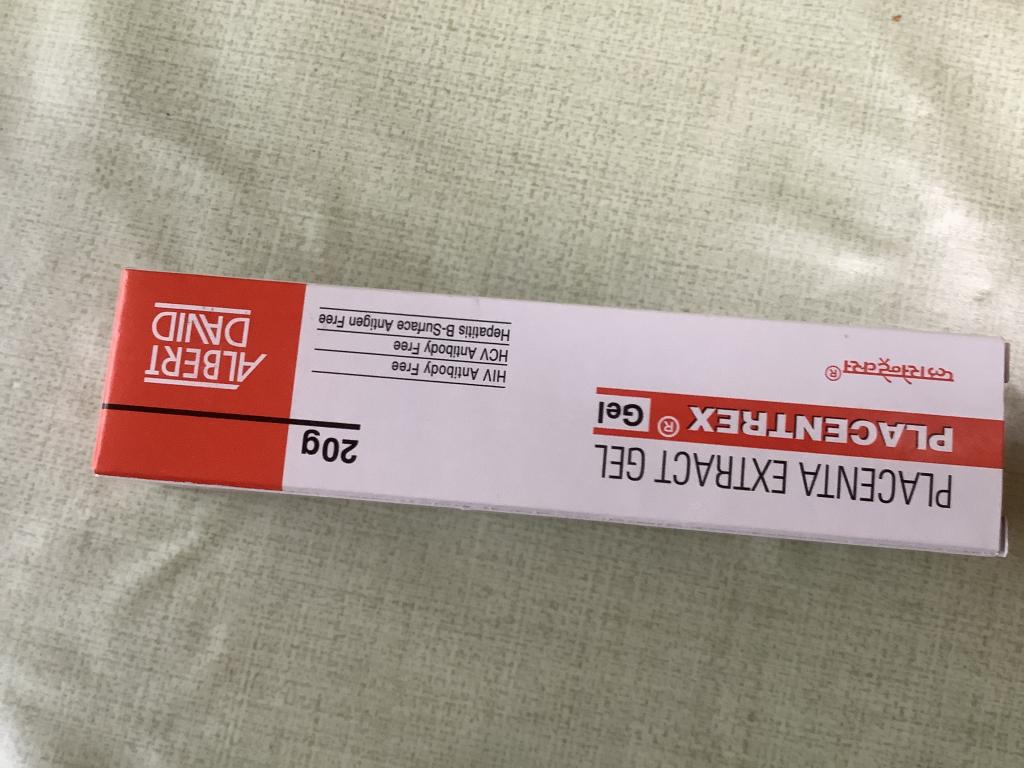 PLACENTA EXTRACT GEL
PLACENTREX® Gel
प्लासेन्ट्रेक्स®
20g
HIV Antibody Free
HCV Antibody Free
Hepatitis B-Surface Antigen Free
ALBERT
DAVID